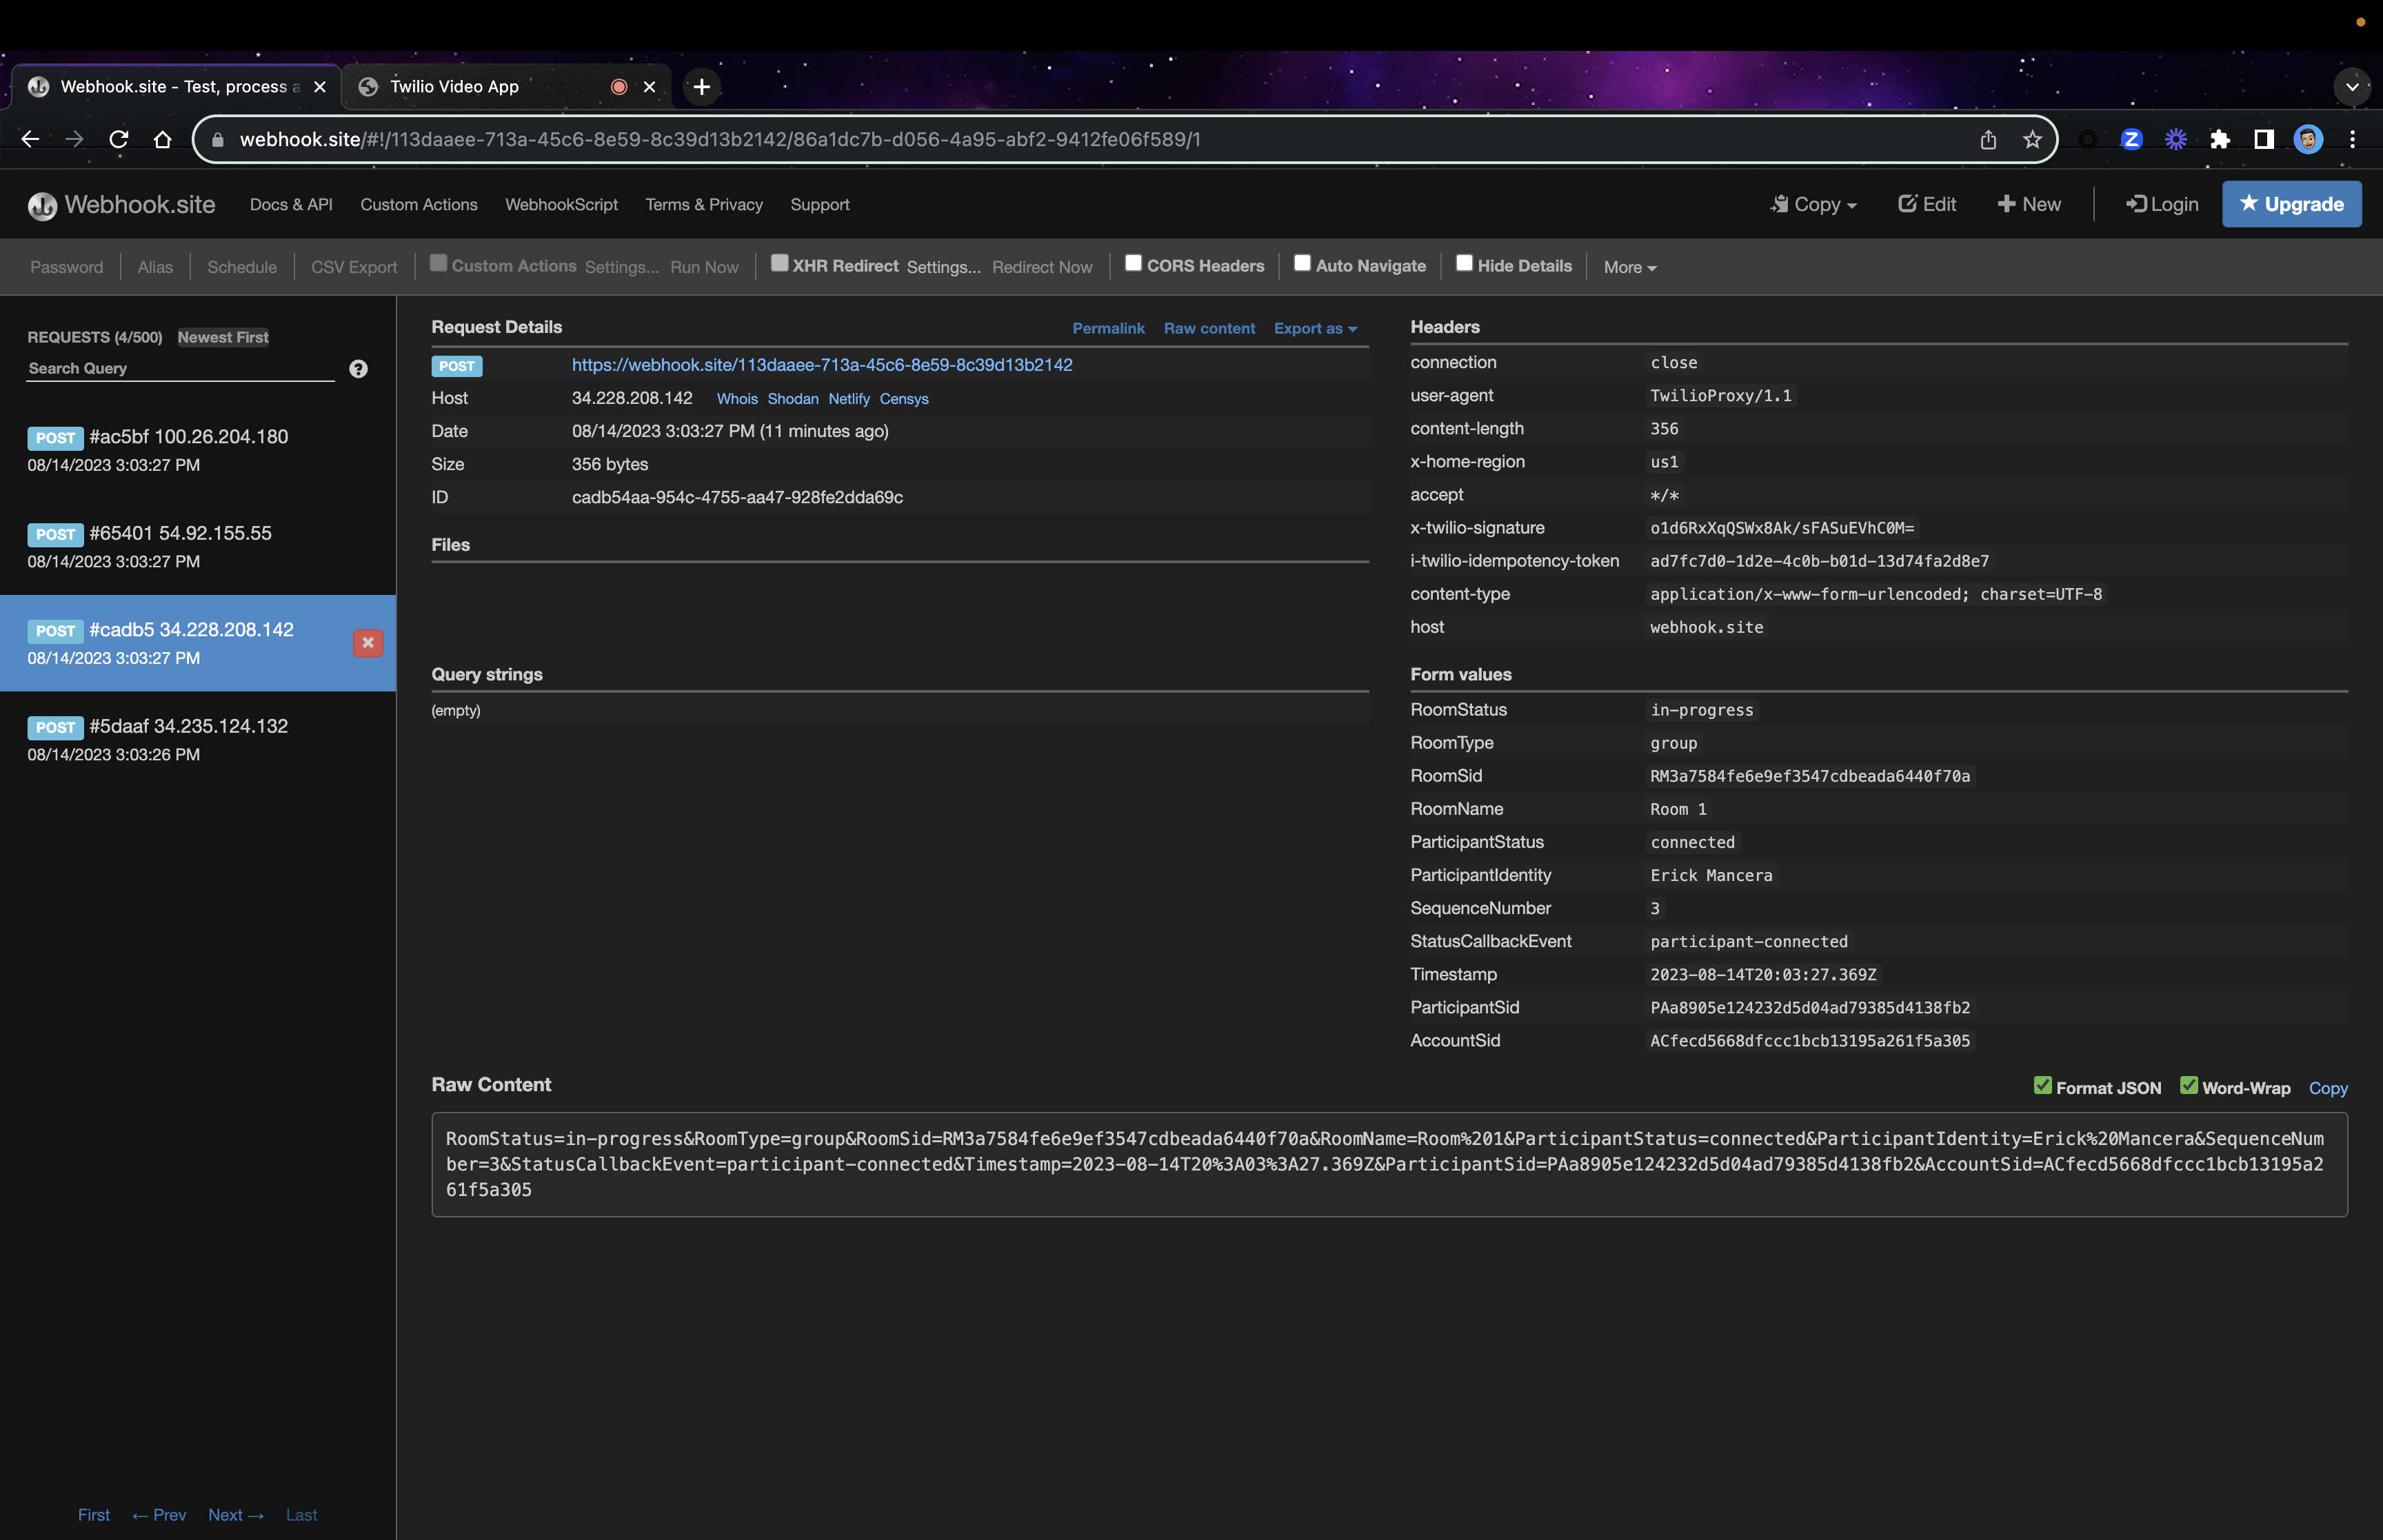 Webhook.site - Test, process a
Twilio Video App
webhook.site/#!/113daaee-713a-45c6-8e59-8c39d13b2142/86a1dc7b-d056-4a95-abf2-9412fe06f589/1
Webhook.site Docs & API Custom Actions WebhookScript Terms & Privacy Support Copy Edit New Login Upgrade
Password Alias Schedule CSV Export Custom Actions Settings... Run Now XHR Redirect Settings... Redirect Now CORS Headers Auto Navigate Hide Details More
REQUESTS (4/500) Newest First
Search Query
POST #ac5bf 100.26.204.180
08/14/2023 3:03:27 PM
POST #65401 54.92.155.55
08/14/2023 3:03:27 PM
POST #cadb5 34.228.208.142
08/14/2023 3:03:27 PM
POST #5daaf 34.235.124.132
08/14/2023 3:03:26 PM
First ← Prev Next → Last
Request Details Permalink Raw content Export as
POST https://webhook.site/113daaee-713a-45c6-8e59-8c39d13b2142
Host 34.228.208.142 Whois Shodan Netlify Censys
Date 08/14/2023 3:03:27 PM (11 minutes ago)
Size 356 bytes
ID cadb54aa-954c-4755-aa47-928fe2dda69c
Files
Query strings
(empty)
Headers
connection close
user-agent TwilioProxy/1.1
content-length 356
x-home-region us1
accept */*
x-twilio-signature o1d6RxXqQSWx8Ak/sFASuEVhC0M=
i-twilio-idempotency-token ad7fc7d0-1d2e-4c0b-b01d-13d74fa2d8e7
content-type application/x-www-form-urlencoded; charset=UTF-8
host webhook.site
Form values
RoomStatus in-progress
RoomType group
RoomSid RM3a7584fe6e9ef3547cdbeada6440f70a
RoomName Room 1
ParticipantStatus connected
ParticipantIdentity Erick Mancera
SequenceNumber 3
StatusCallbackEvent participant-connected
Timestamp 2023-08-14T20:03:27.369Z
ParticipantSid PAa8905e124232d5d04ad79385d4138fb2
AccountSid ACfecd5668dfccc1bcb13195a261f5a305
Raw Content Format JSON Word-Wrap Copy
RoomStatus=in-progress&RoomType=group&RoomSid=RM3a7584fe6e9ef3547cdbeada6440f70a&RoomName=Room%201&ParticipantStatus=connected&ParticipantIdentity=Erick%20Mancera&SequenceNum
ber=3&StatusCallbackEvent=participant-connected&Timestamp=2023-08-14T20%3A03%3A27.369Z&ParticipantSid=PAa8905e124232d5d04ad79385d4138fb2&AccountSid=ACfecd5668dfccc1bcb13195a2
61f5a305